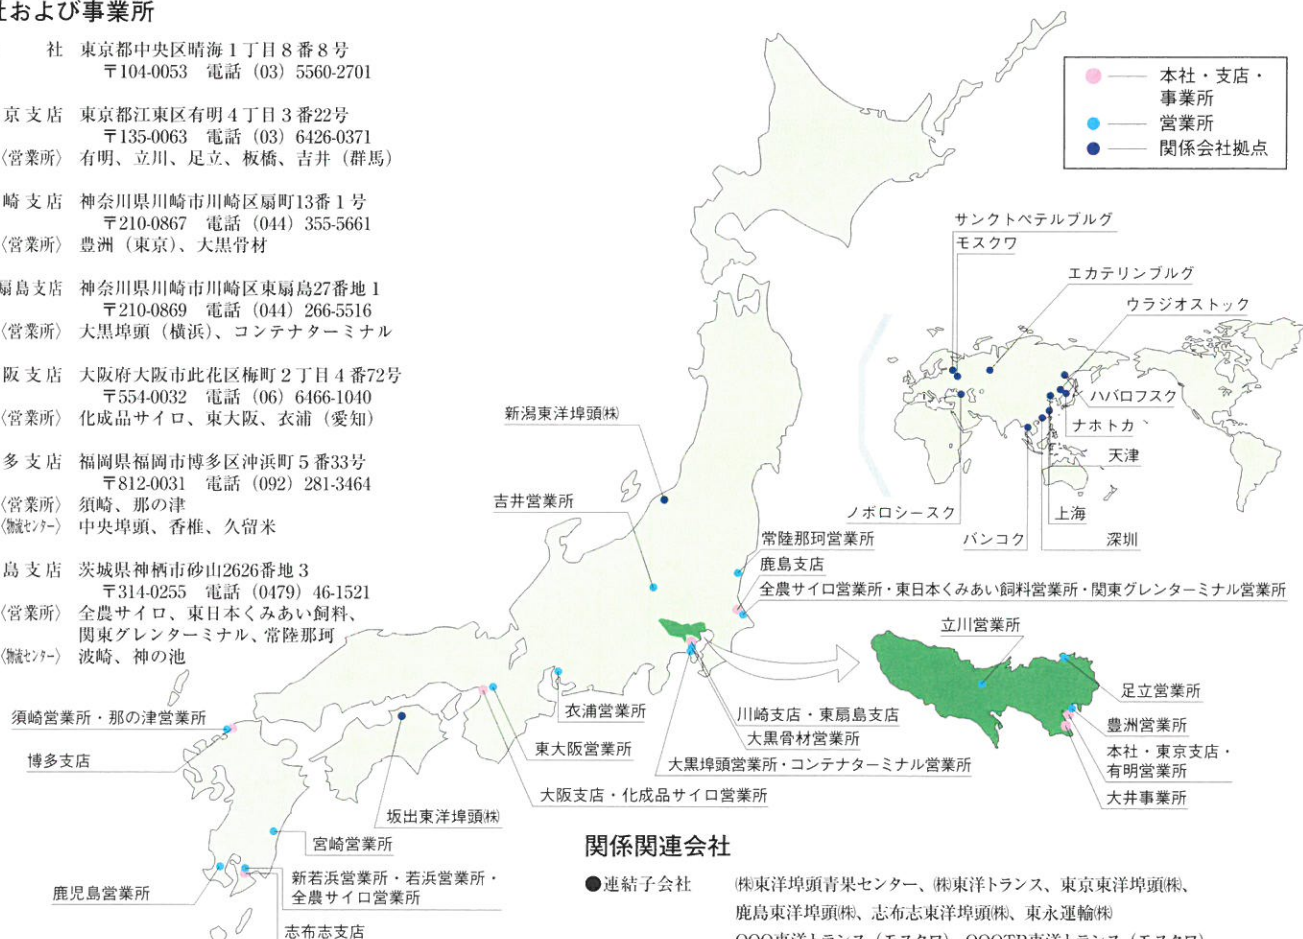 社および事業所
社 東京都中央区晴海1丁目8番8号
〒104-0053 電話 (03) 5560-2701
京支店 東京都江東区有明4丁目3番22号
〒135-0063 電話 (03) 6426-0371
〈営業所〉 有明、立川、足立、板橋、吉井（群馬）
崎支店 神奈川県川崎市川崎区扇町13番1号
〒210-0867 電話 (044) 355-5661
〈営業所〉 豊洲（東京）、大黒骨材
扇島支店 神奈川県川崎市川崎区東扇島27番地1
〒210-0869 電話 (044) 266-5516
〈営業所〉 大黒埠頭（横浜）、コンテナターミナル
阪支店 大阪府大阪市此花区梅町2丁目4番72号
〒554-0032 電話 (06) 6466-1040
〈営業所〉 化成品サイロ、東大阪、衣浦（愛知）
多支店 福岡県福岡市博多区沖浜町5番33号
〒812-0031 電話 (092) 281-3464
〈営業所〉 須崎、那の津
〈物流センター〉 中央埠頭、香椎、久留米
島支店 茨城県神栖市砂山2626番地3
〒314-0255 電話 (0479) 46-1521
〈営業所〉 全農サイロ、東日本くみあい飼料、
関東グレンターミナル、常陸那珂
〈物流センター〉 波崎、神の池
本社・支店・
事業所
営業所
関係会社拠点
サンクトペテルブルグ
モスクワ
エカテリンブルグ
ウラジオストック
ハバロフスク
ナホトカ
天津
上海
深圳
バンコク
ノボロシースク
新潟東洋埠頭㈱
吉井営業所
常陸那珂営業所
鹿島支店
全農サイロ営業所・東日本くみあい飼料営業所・関東グレンターミナル営業所
立川営業所
足立営業所
豊洲営業所
本社・東京支店・
有明営業所
大井事業所
川崎支店・東扇島支店
大黒骨材営業所
大黒埠頭営業所・コンテナターミナル営業所
衣浦営業所
東大阪営業所
大阪支店・化成品サイロ営業所
坂出東洋埠頭㈱
須崎営業所・那の津営業所
博多支店
宮崎営業所
新若浜営業所・若浜営業所・
全農サイロ営業所
鹿児島営業所
志布志支店
関係関連会社
●連結子会社 ㈱東洋埠頭青果センター、㈱東洋トランス、東京東洋埠頭㈱、
鹿島東洋埠頭㈱、志布志東洋埠頭㈱、東永運輸㈱
OOO東洋トランス（モスクワ）、OOOTB東洋トランス（モスクワ）